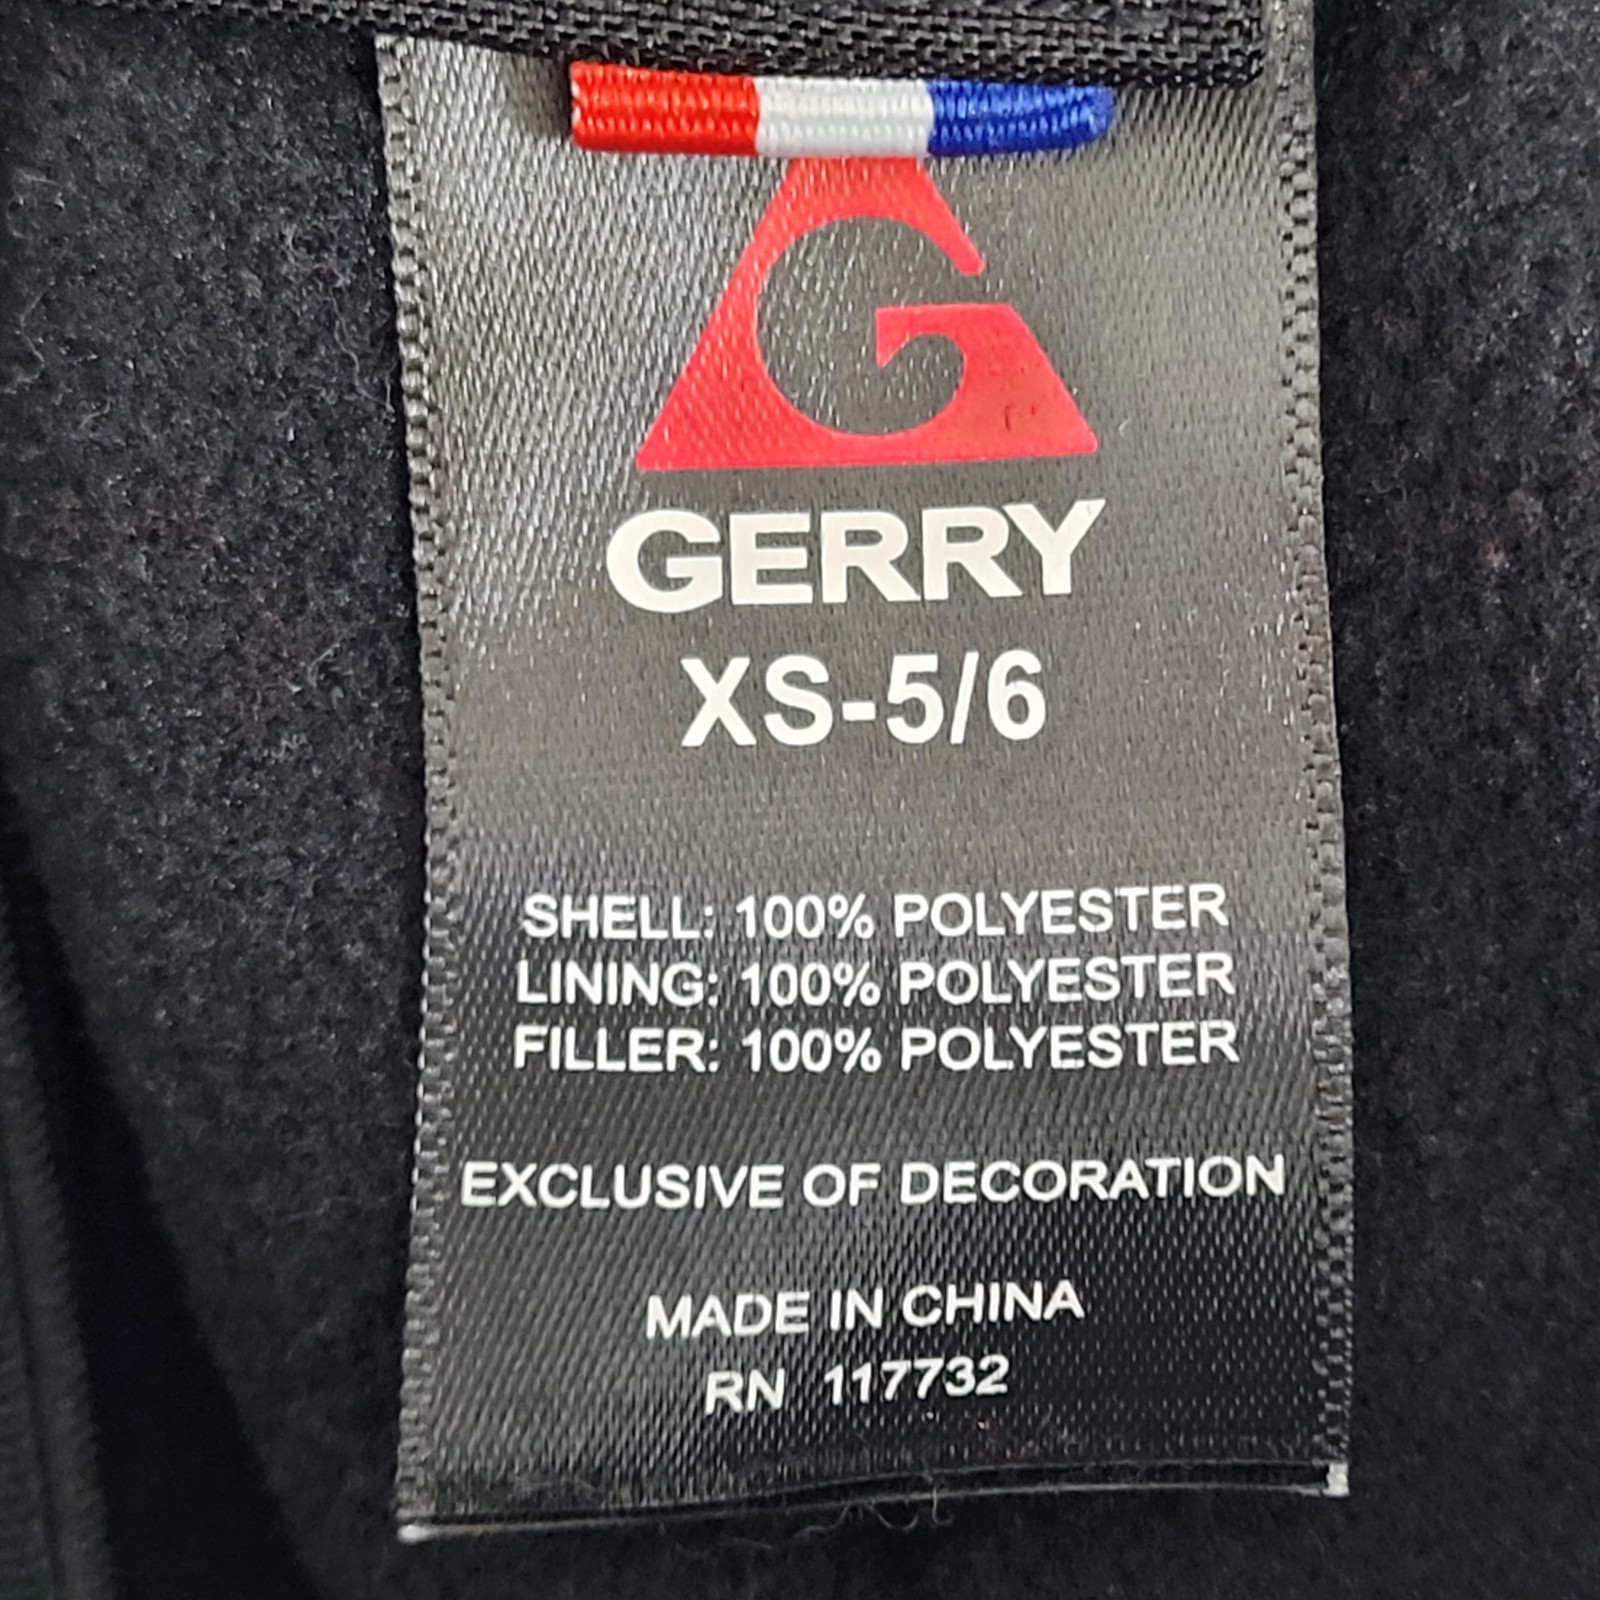 G
GERRY
XS-5/6
SHELL: 100% POLYESTER
LINING: 100% POLYESTER
FILLER: 100% POLYESTER
EXCLUSIVE OF DECORATION
MADE IN CHINA
RN 117732